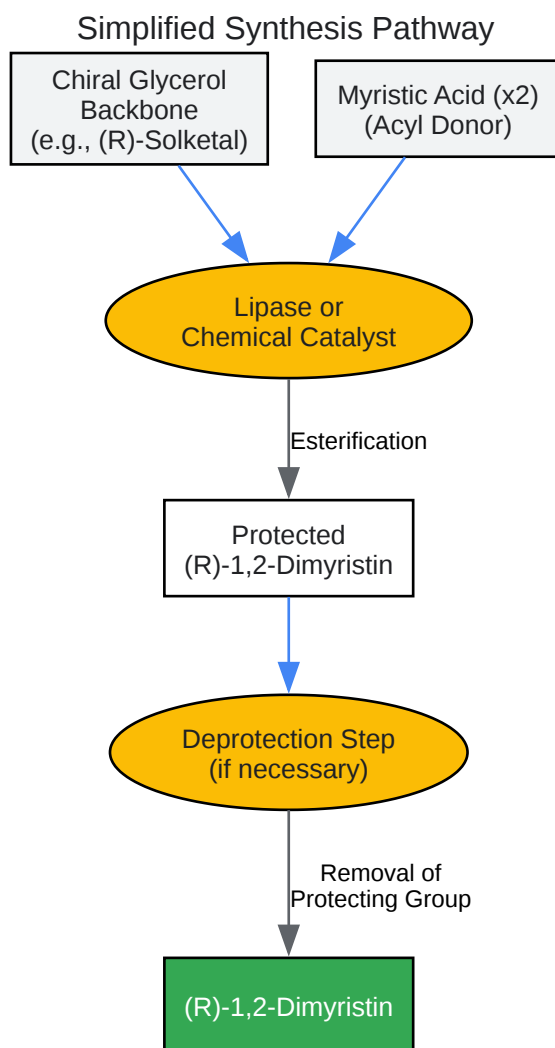 Simplified Synthesis Pathway
Chiral Glycerol
Backbone
(e.g., (R)-Solketal)
Myristic Acid (x2)
(Acyl Donor)
Lipase or
Chemical Catalyst
Esterification
Protected
(R)-1,2-Dimyristin
Deprotection Step
(if necessary)
Removal of
Protecting Group
(R)-1,2-Dimyristin